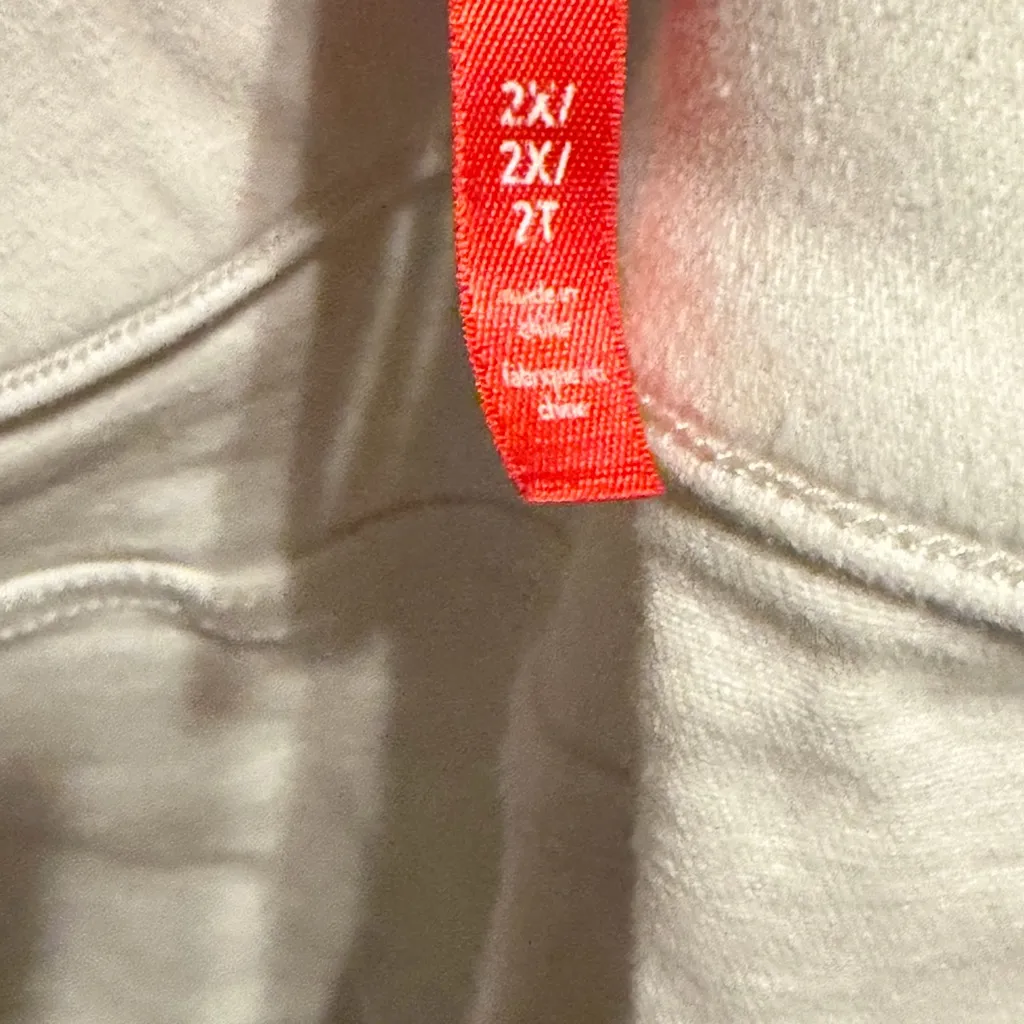 2X/
2X/
2T
made in
china
fabriqué en
chine